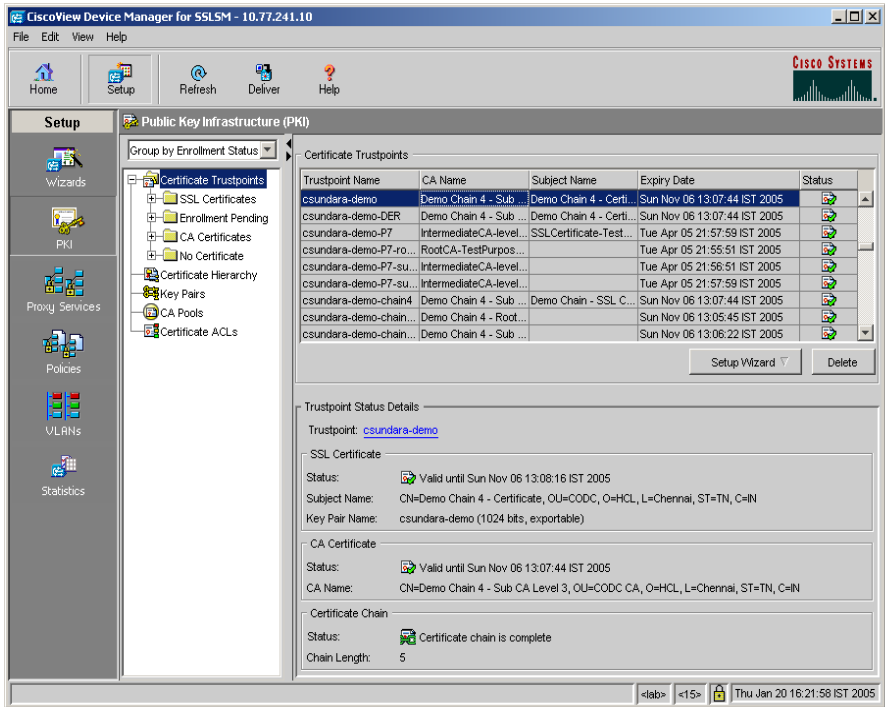 CiscoView Device Manager for SSLSM - 10.77.241.10
File Edit View Help
Home Setup Refresh Deliver Help
CISCO SYSTEMS
Setup
Wizards
PKI
Proxy Services
Policies
VLANs
Statistics
Public Key Infrastructure (PKI)
Group by Enrollment Status
Certificate Trustpoints
SSL Certificates
Enrollment Pending
CA Certificates
No Certificate
Certificate Hierarchy
Key Pairs
CA Pools
Certificate ACLs
Certificate Trustpoints
Trustpoint Name CA Name Subject Name Expiry Date Status
csundara-demo Demo Chain 4 - Sub ... Demo Chain 4 - Certi... Sun Nov 06 13:07:44 IST 2005
csundara-demo-DER Demo Chain 4 - Sub ... Demo Chain 4 - Certi... Sun Nov 06 13:07:44 IST 2005
csundara-demo-P7 IntermediateCA-level... SSLCertificate-Test... Tue Apr 05 21:57:59 IST 2005
csundara-demo-P7-ro... RootCA-TestPurpos... Tue Apr 05 21:55:51 IST 2005
csundara-demo-P7-su... IntermediateCA-level... Tue Apr 05 21:56:51 IST 2005
csundara-demo-P7-su... IntermediateCA-level... Tue Apr 05 21:57:59 IST 2005
csundara-demo-chain4 Demo Chain 4 - Sub ... Demo Chain - SSL C... Sun Nov 06 13:07:44 IST 2005
csundara-demo-chain... Demo Chain 4 - Root... Sun Nov 06 13:05:45 IST 2005
csundara-demo-chain... Demo Chain 4 - Sub ... Sun Nov 06 13:06:22 IST 2005
Setup Wizard Delete
Trustpoint Status Details
Trustpoint: csundara-demo
SSL Certificate
Status: Valid until Sun Nov 06 13:08:16 IST 2005
Subject Name: CN=Demo Chain 4 - Certificate, OU=CODC, O=HCL, L=Chennai, ST=TN, C=IN
Key Pair Name: csundara-demo (1024 bits, exportable)
CA Certificate
Status: Valid until Sun Nov 06 13:07:44 IST 2005
CA Name: CN=Demo Chain 4 - Sub CA Level 3, OU=CODC CA, O=HCL, L=Chennai, ST=TN, C=IN
Certificate Chain
Status: Certificate chain is complete
Chain Length: 5
<lab> <15> Thu Jan 20 16:21:58 IST 2005